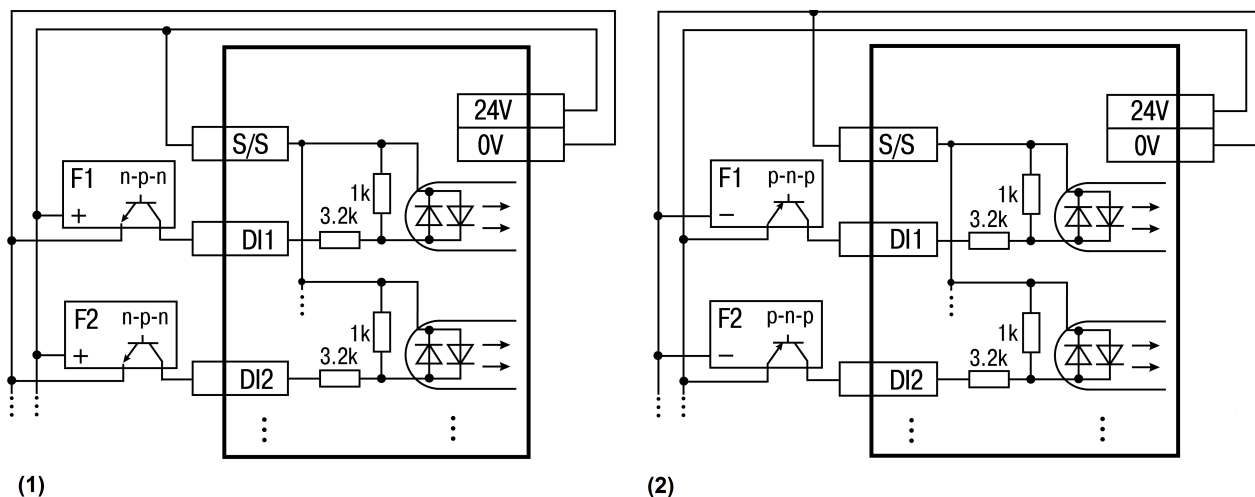 24V
0V
S/S
F1 n-p-n
+
1k
3.2k
DI1
F2 n-p-n
+
1k
3.2k
DI2
(1)
24V
0V
S/S
F1 p-n-p
−
1k
3.2k
DI1
F2 p-n-p
−
1k
3.2k
DI2
(2)